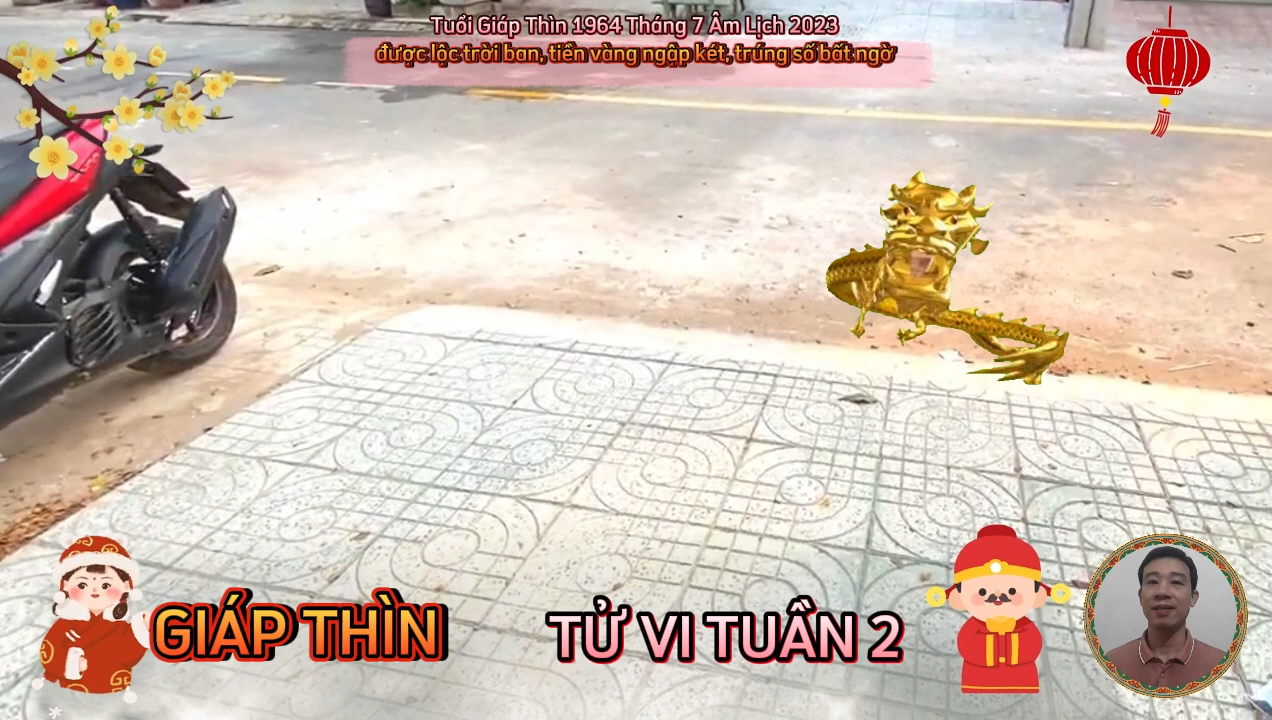 Tuổi Giáp Thìn 1964 Tháng 7 Âm Lịch 2023
được lộc trời ban, tiền vàng ngập két, trúng số bất ngờ
GIÁP THÌN
TỬ VI TUẦN 2